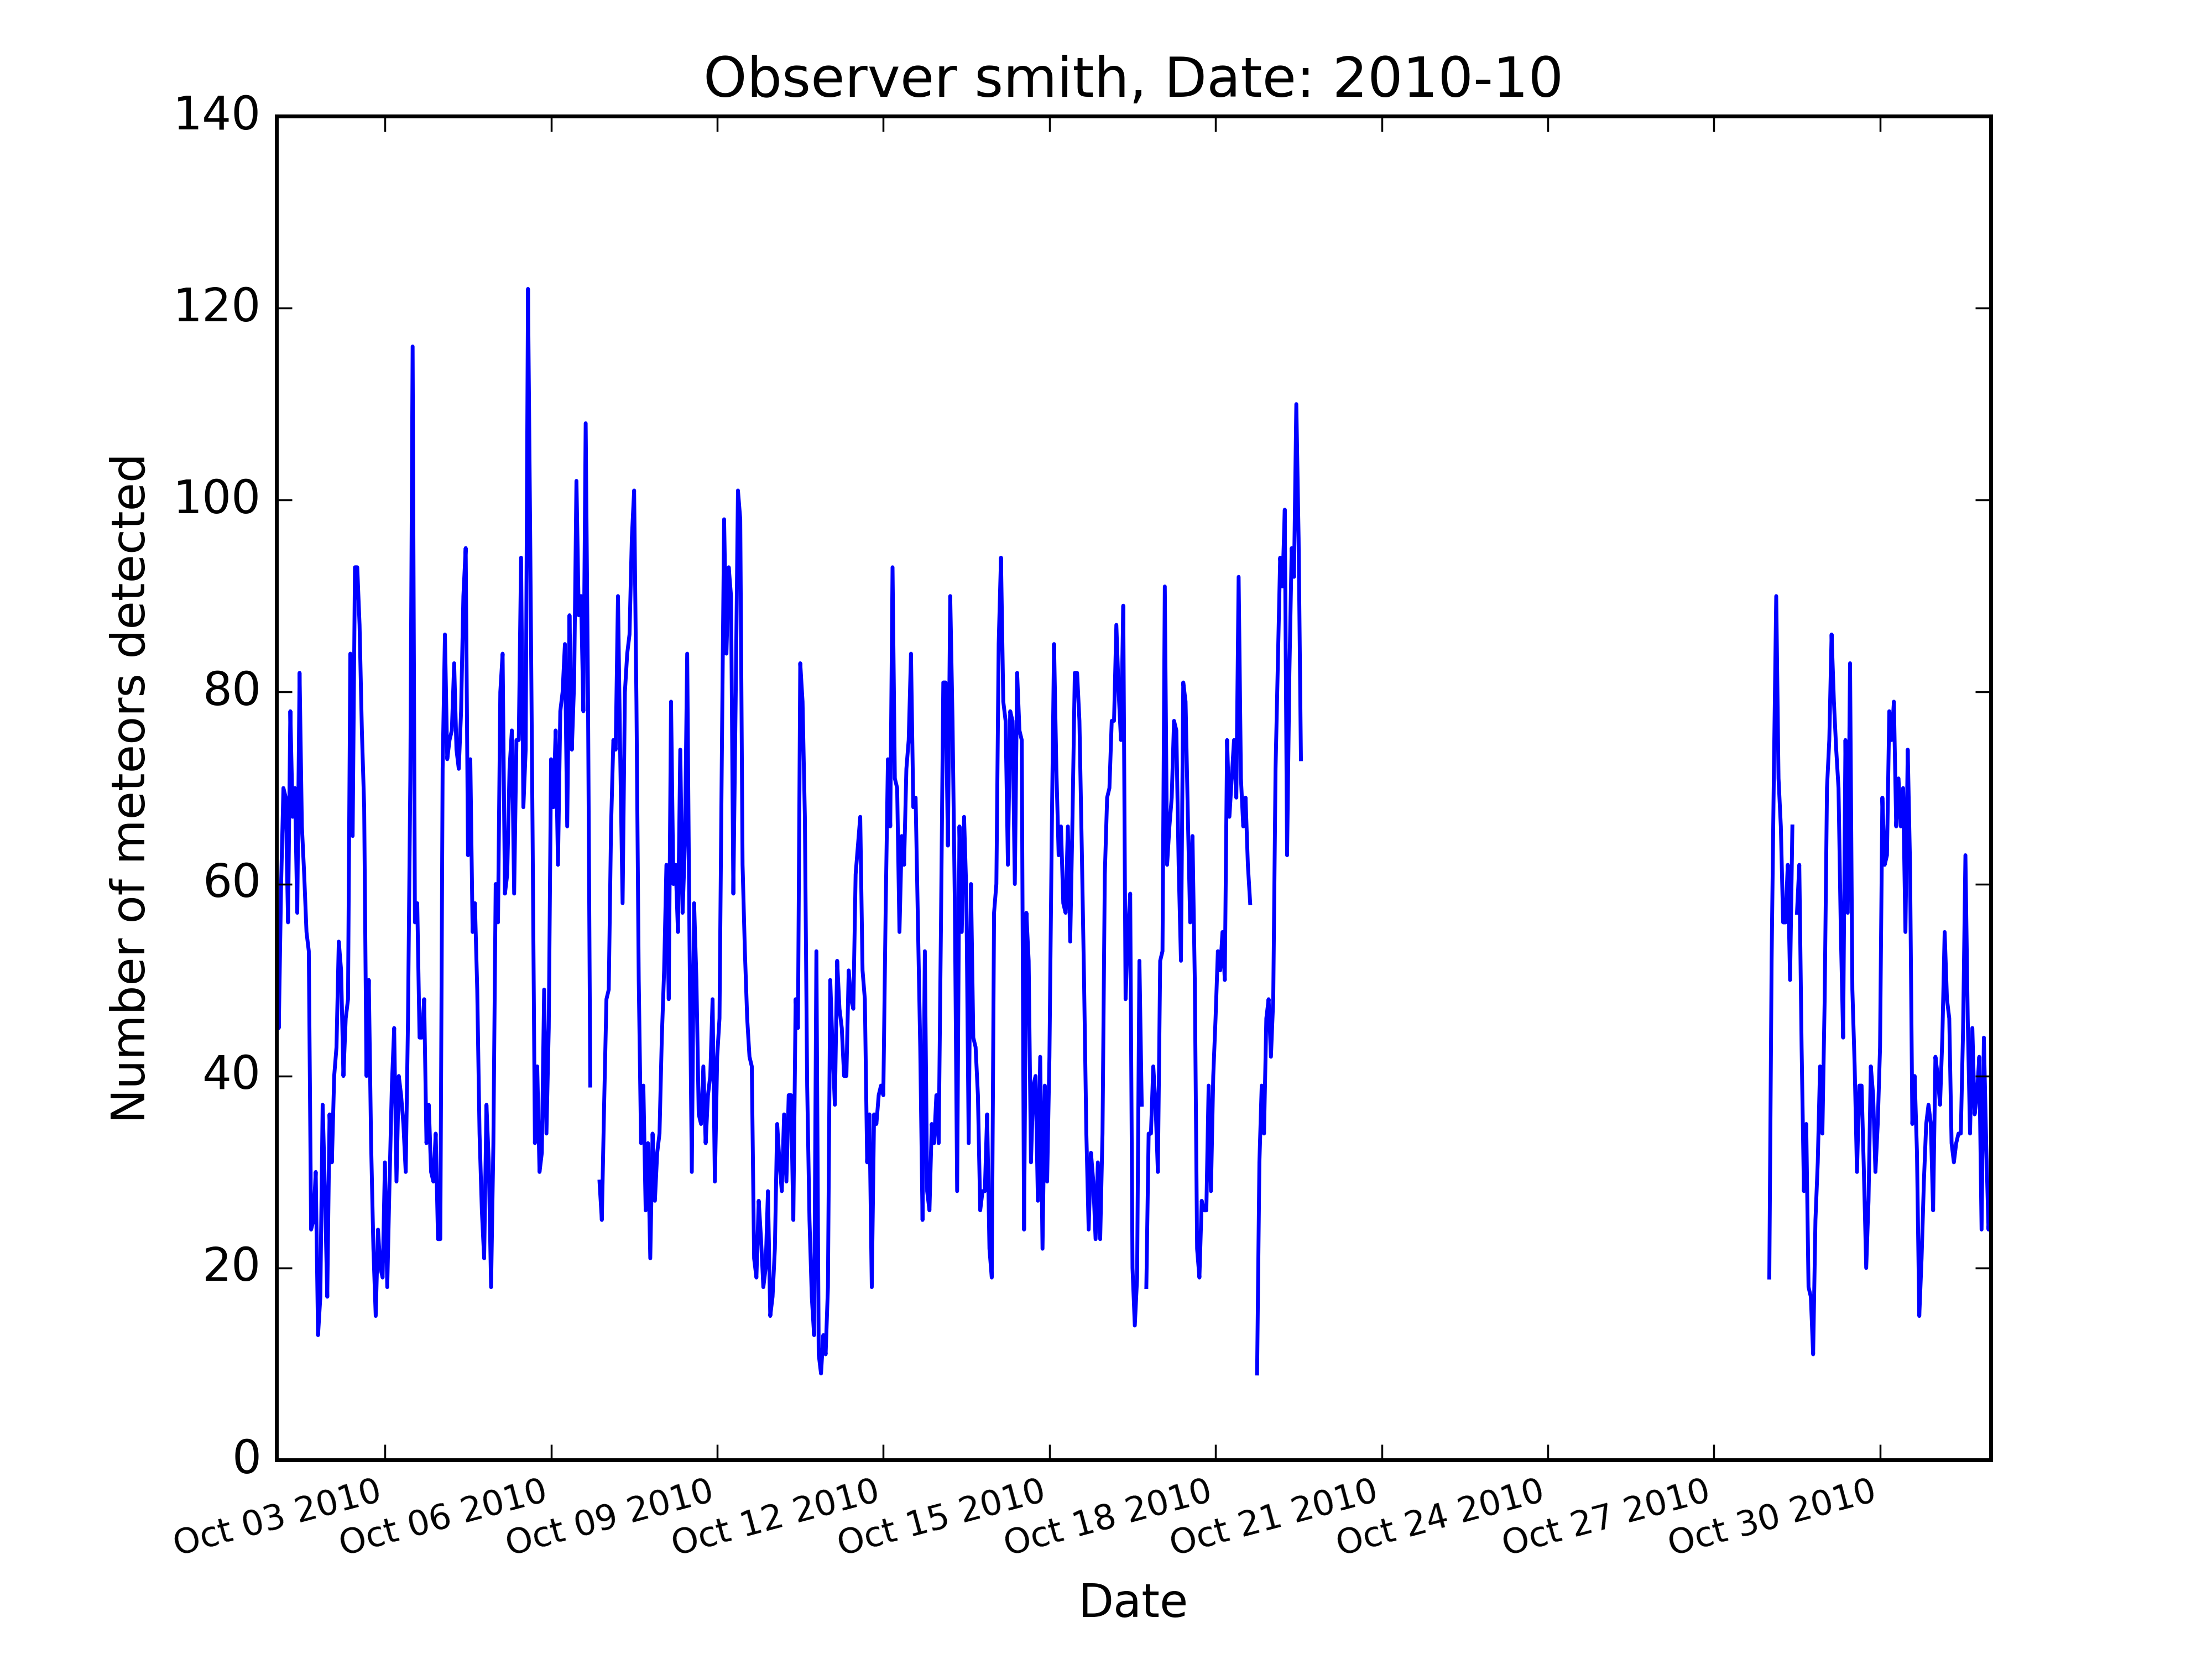 Observer smith, Date: 2010-10
140
120
100
80
60
40
20
0
Number of meteors detected
Oct 03 2010
Oct 06 2010
Oct 09 2010
Oct 12 2010
Oct 15 2010
Oct 18 2010
Oct 21 2010
Oct 24 2010
Oct 27 2010
Oct 30 2010
Date